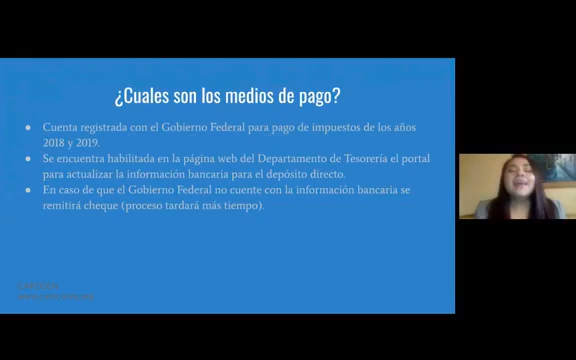 ¿Cuales son los medios de pago?
● Cuenta registrada con el Gobierno Federal para pago de impuestos de los años
2018 y 2019.
● Se encuentra habilitada en la página web del Departamento de Tesorería el portal
para actualizar la información bancaria para el depósito directo.
● En caso de que el Gobierno Federal no cuente con la información bancaria se
remitirá cheque (proceso tardará más tiempo).
CARECEN